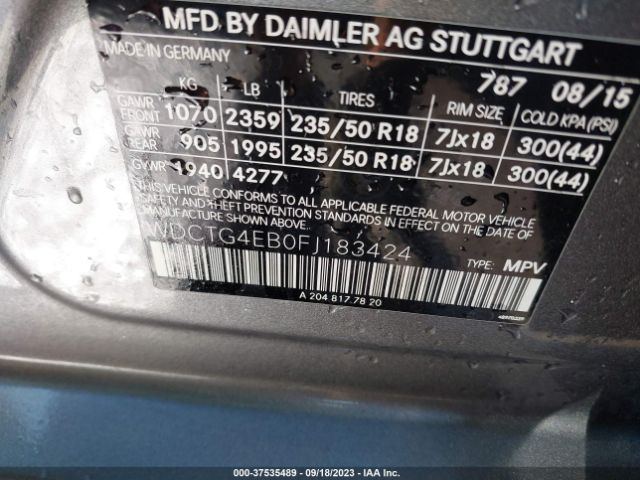 MFD BY DAIMLER AG STUTTGART
MADE IN GERMANY 787 08/15
KG LB TIRES RIM SIZE COLD KPA(PSI)
GAWR FRONT 1070 2359 235/50 R18 7Jx18 300(44)
GAWR REAR 905 1995 235/50 R18 7Jx18 300(44)
GVWR 1940 4277
THIS VEHICLE CONFORMS TO ALL APPLICABLE FEDERAL MOTOR VEHICLE
SAFETY AND THEFT PREVENTION STANDARDS IN EFFECT ON THE DATE OF
MANUFACTURE SHOWN ABOVE.
WDCTG4EB0FJ183424
TYPE: MPV
A 204 817 78 20
000-37535489 - 09/18/2023 - IAA Inc.